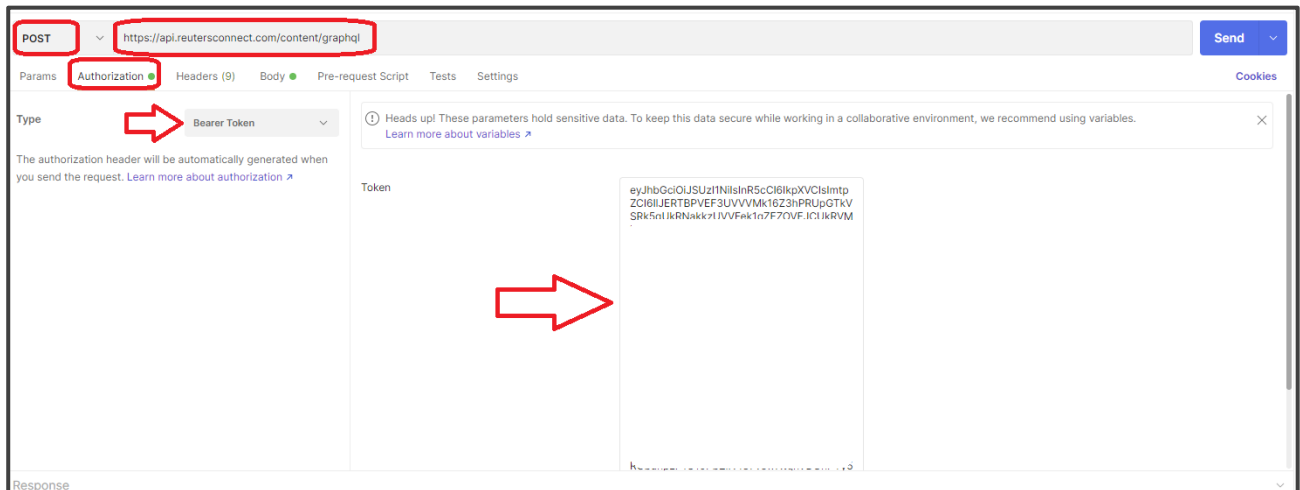 POST
https://api.reutersconnect.com/content/graphql
Send
Params
Authorization
Headers (9)
Body
Pre-request Script
Tests
Settings
Cookies
Type
Bearer Token
Heads up! These parameters hold sensitive data. To keep this data secure while working in a collaborative environment, we recommend using variables.
Learn more about variables ↗
The authorization header will be automatically generated when
you send the request. Learn more about authorization ↗
Token
Response